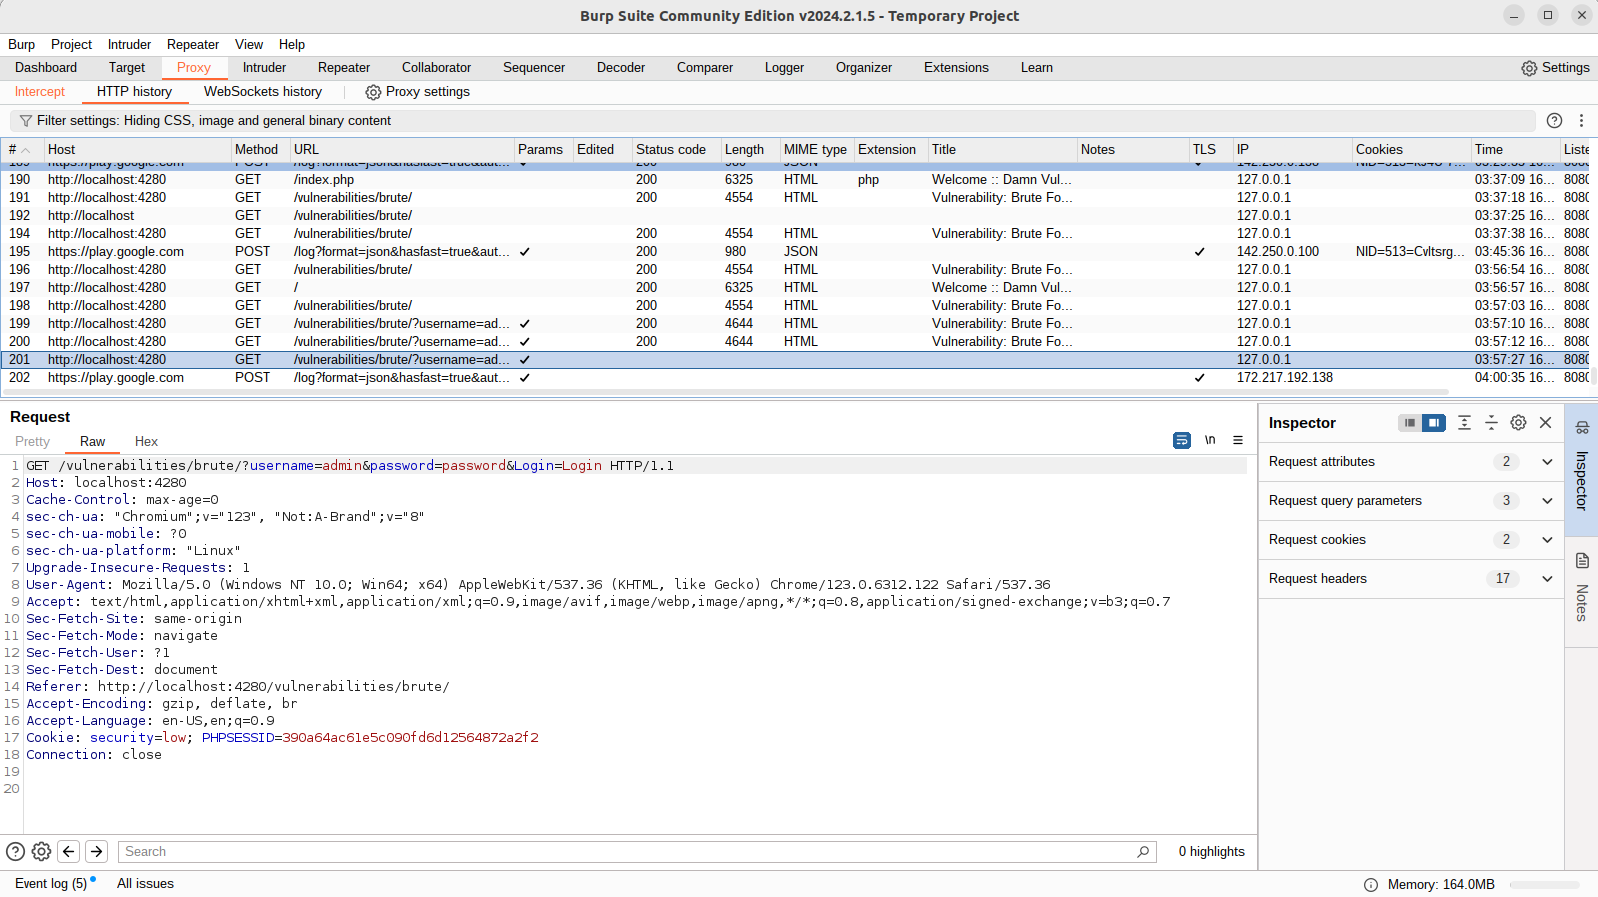 Burp Suite Community Edition v2024.2.1.5 - Temporary Project
Burp Project Intruder Repeater View Help
Dashboard Target Proxy Intruder Repeater Collaborator Sequencer Decoder Comparer Logger Organizer Extensions Learn Settings
Intercept HTTP history WebSockets history Proxy settings
Filter settings: Hiding CSS, image and general binary content
# Host Method URL Params Edited Status code Length MIME type Extension Title Notes TLS IP Cookies Time Liste
189 https://play.google.com POST /log?format=json&hasfast=true&aut... 200 980 JSON
190 http://localhost:4280 GET /index.php 200 6325 HTML php Welcome :: Damn Vul... 127.0.0.1 03:37:09 16... 8080
191 http://localhost:4280 GET /vulnerabilities/brute/ 200 4554 HTML Vulnerability: Brute Fo... 127.0.0.1 03:37:18 16... 8080
192 http://localhost GET /vulnerabilities/brute/ 127.0.0.1 03:37:25 16... 8080
194 http://localhost:4280 GET /vulnerabilities/brute/ 200 4554 HTML Vulnerability: Brute Fo... 127.0.0.1 03:37:38 16... 8080
195 https://play.google.com POST /log?format=json&hasfast=true&aut... ✓ 200 980 JSON ✓ 142.250.0.100 NID=513=Cvltsrg... 03:45:36 16... 8080
196 http://localhost:4280 GET /vulnerabilities/brute/ 200 4554 HTML Vulnerability: Brute Fo... 127.0.0.1 03:56:54 16... 8080
197 http://localhost:4280 GET / 200 6325 HTML Welcome :: Damn Vul... 127.0.0.1 03:56:57 16... 8080
198 http://localhost:4280 GET /vulnerabilities/brute/ 200 4554 HTML Vulnerability: Brute Fo... 127.0.0.1 03:57:03 16... 8080
199 http://localhost:4280 GET /vulnerabilities/brute/?username=ad... ✓ 200 4644 HTML Vulnerability: Brute Fo... 127.0.0.1 03:57:10 16... 8080
200 http://localhost:4280 GET /vulnerabilities/brute/?username=ad... ✓ 200 4644 HTML Vulnerability: Brute Fo... 127.0.0.1 03:57:12 16... 8080
201 http://localhost:4280 GET /vulnerabilities/brute/?username=ad... ✓ 127.0.0.1 03:57:27 16... 8080
202 https://play.google.com POST /log?format=json&hasfast=true&aut... ✓ ✓ 172.217.192.138 04:00:35 16... 8080
Request
Pretty Raw Hex \n
1 GET /vulnerabilities/brute/?username=admin&password=password&Login=Login HTTP/1.1
2 Host: localhost:4280
3 Cache-Control: max-age=0
4 sec-ch-ua: "Chromium";v="123", "Not:A-Brand";v="8"
5 sec-ch-ua-mobile: ?0
6 sec-ch-ua-platform: "Linux"
7 Upgrade-Insecure-Requests: 1
8 User-Agent: Mozilla/5.0 (Windows NT 10.0; Win64; x64) AppleWebKit/537.36 (KHTML, like Gecko) Chrome/123.0.6312.122 Safari/537.36
9 Accept: text/html,application/xhtml+xml,application/xml;q=0.9,image/avif,image/webp,image/apng,*/*;q=0.8,application/signed-exchange;v=b3;q=0.7
10 Sec-Fetch-Site: same-origin
11 Sec-Fetch-Mode: navigate
12 Sec-Fetch-User: ?1
13 Sec-Fetch-Dest: document
14 Referer: http://localhost:4280/vulnerabilities/brute/
15 Accept-Encoding: gzip, deflate, br
16 Accept-Language: en-US,en;q=0.9
17 Cookie: security=low; PHPSESSID=390a64ac61e5c090fd6d12564872a2f2
18 Connection: close
19
20
Search 0 highlights
Inspector
Request attributes 2
Request query parameters 3
Request cookies 2
Request headers 17
Inspector
Notes
Event log (5) All issues Memory: 164.0MB